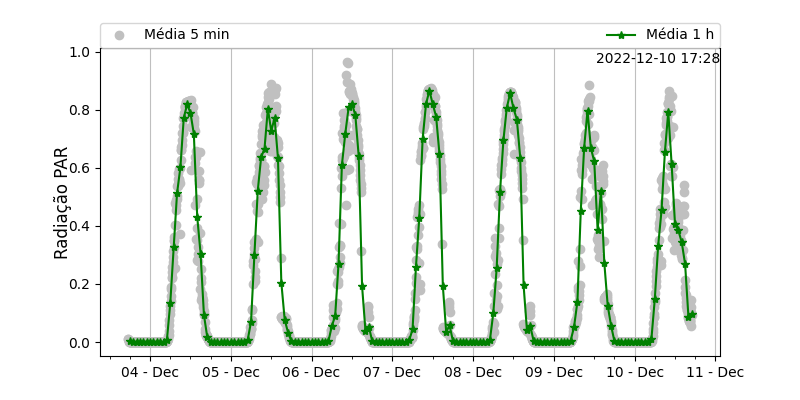 Média 5 min
Média 1 h
2022-12-10 17:28
Radiação PAR
1.0
0.8
0.6
0.4
0.2
0.0
04 - Dec
05 - Dec
06 - Dec
07 - Dec
08 - Dec
09 - Dec
10 - Dec
11 - Dec